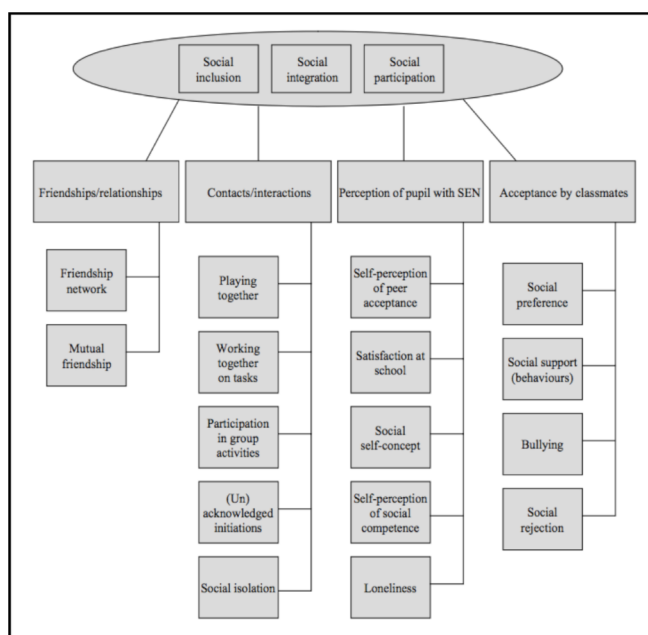 Social
inclusion
Social
integration
Social
participation
Friendships/relationships
Contacts/interactions
Perception of pupil with SEN
Acceptance by classmates
Friendship
network
Mutual
friendship
Playing
together
Working
together
on tasks
Participation
in group
activities
(Un)
acknowledged
initiations
Social isolation
Self-perception
of peer
acceptance
Satisfaction at
school
Social
self-concept
Self-perception
of social
competence
Loneliness
Social
preference
Social support
(behaviours)
Bullying
Social
rejection